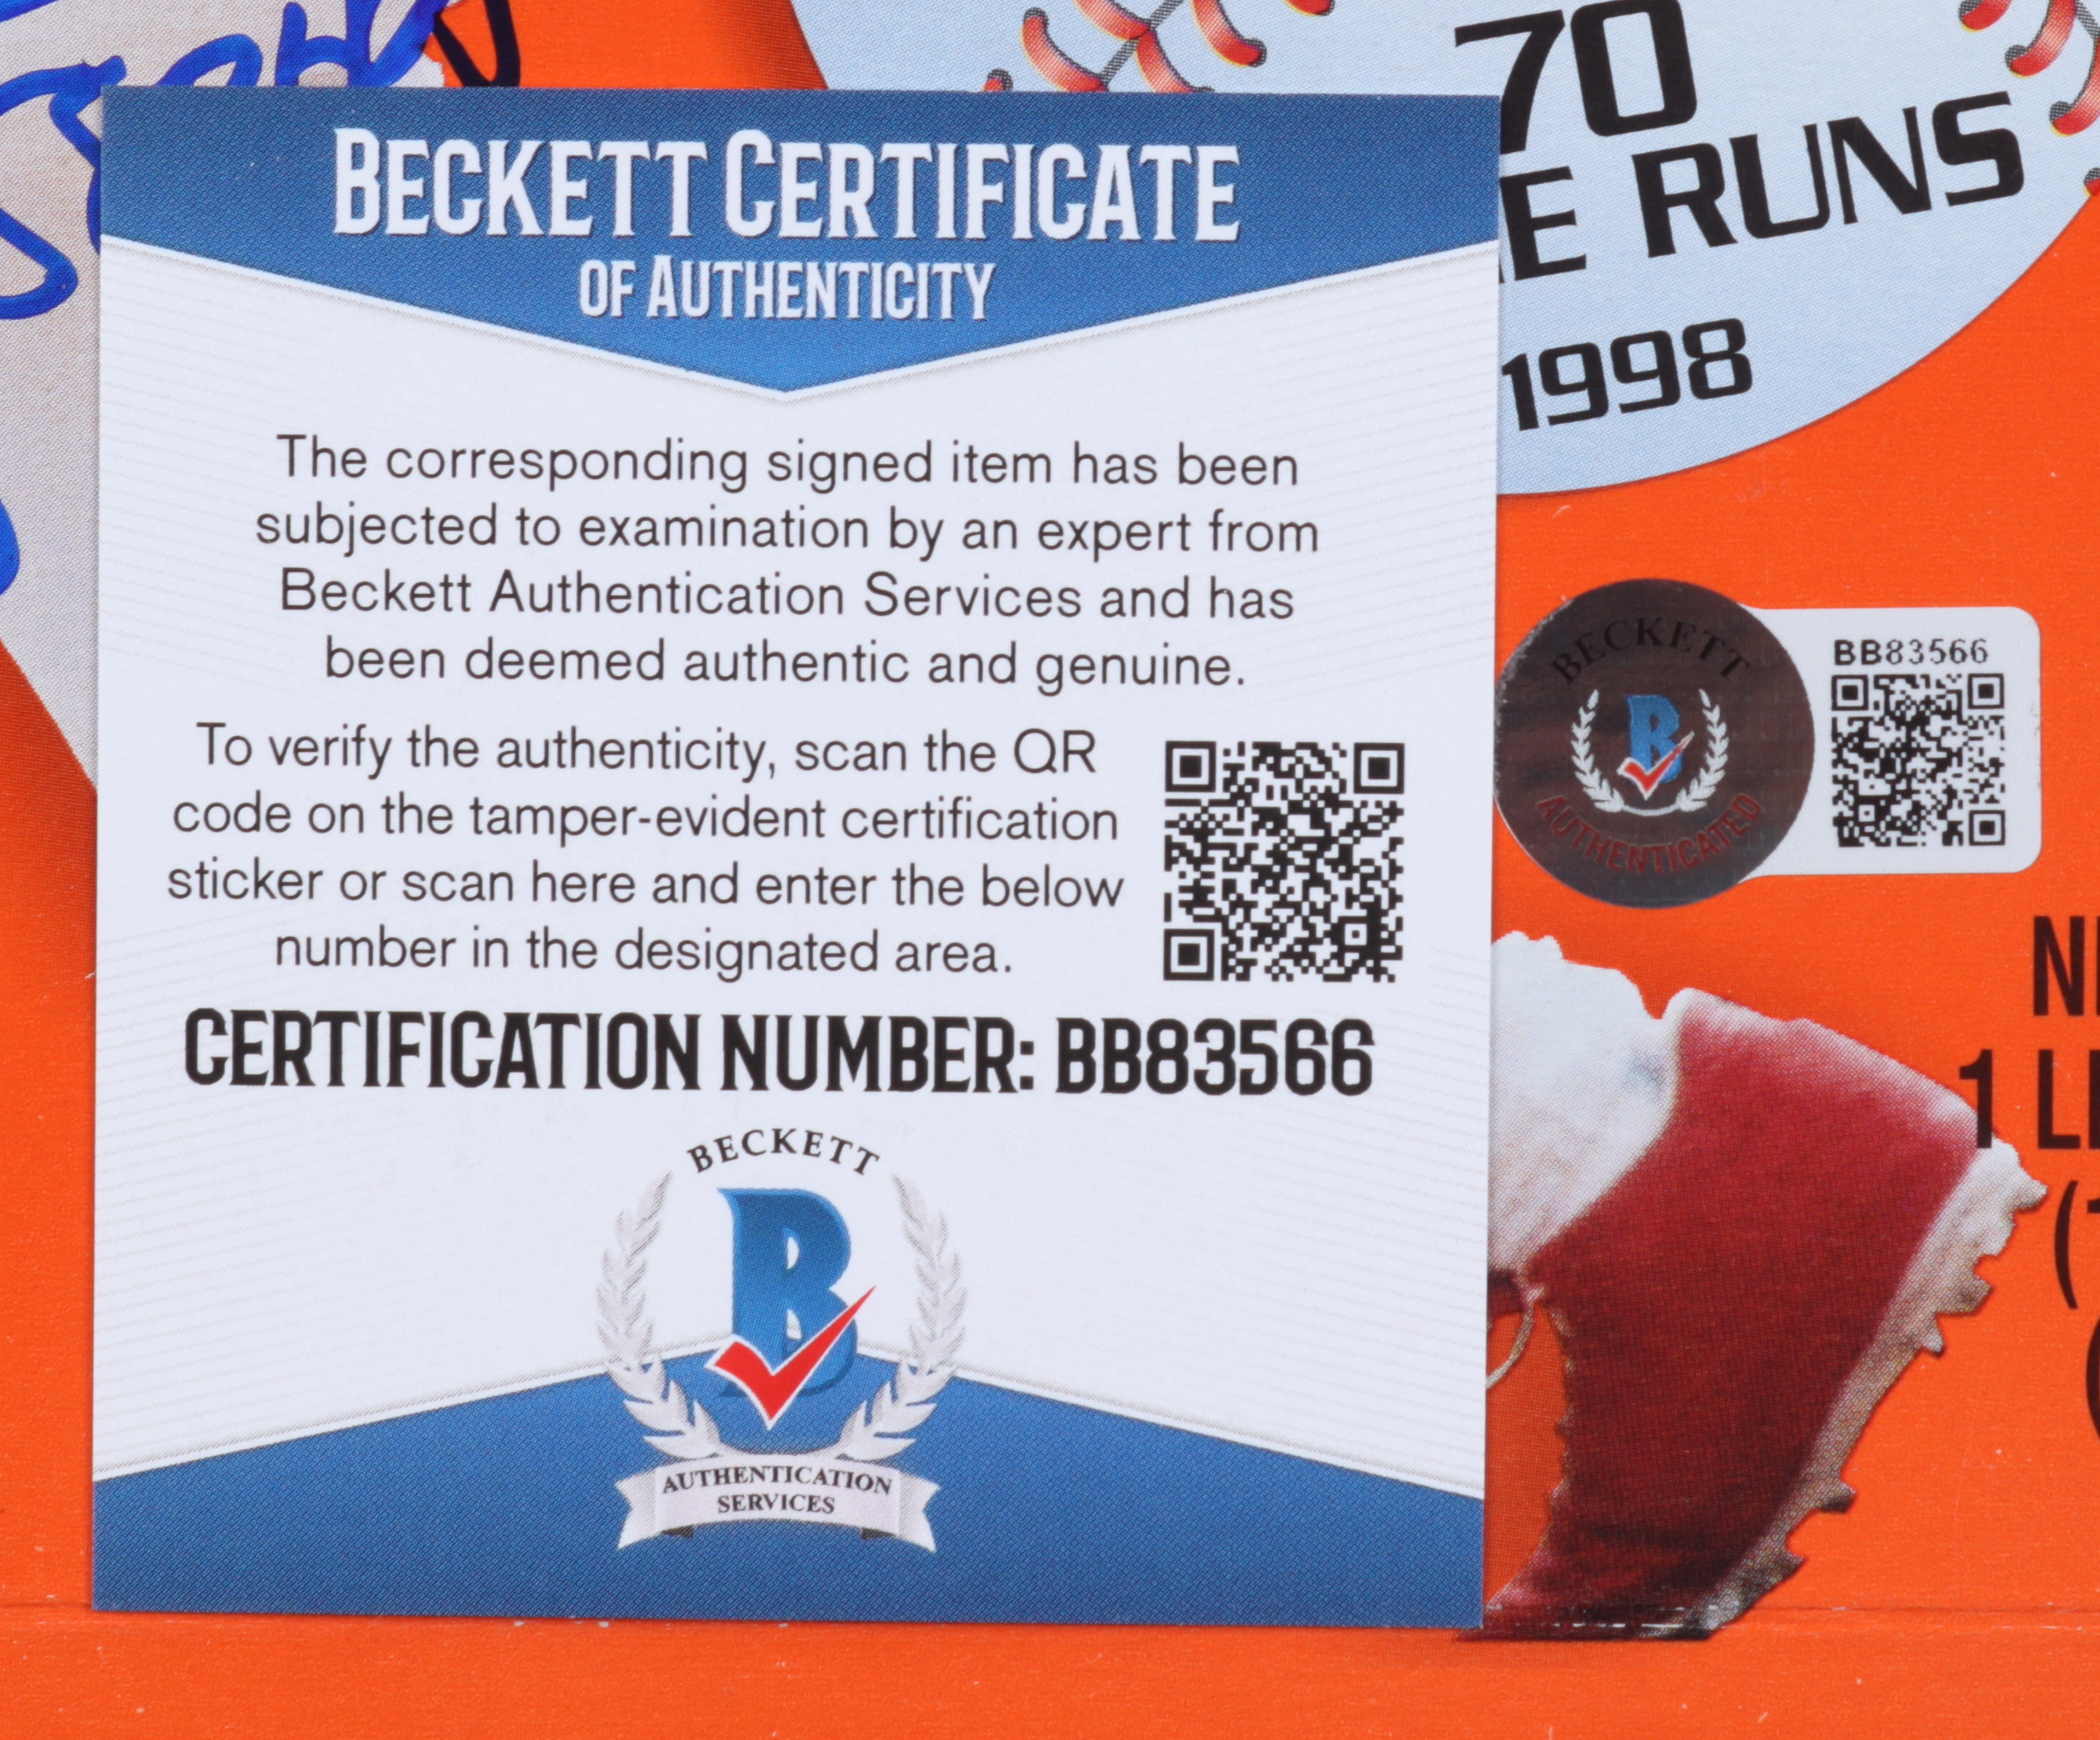 70
RUNS
1998
BECKETT CERTIFICATE
OF AUTHENTICITY
The corresponding signed item has been
subjected to examination by an expert from
Beckett Authentication Services and has
been deemed authentic and genuine.
To verify the authenticity, scan the QR
code on the tamper-evident certification
sticker or scan here and enter the below
number in the designated area.
CERTIFICATION NUMBER: BB83566
BECKETT
B
AUTHENTICATION
SERVICES
BECKETT
B
AUTHENTICATED
BB83566
1